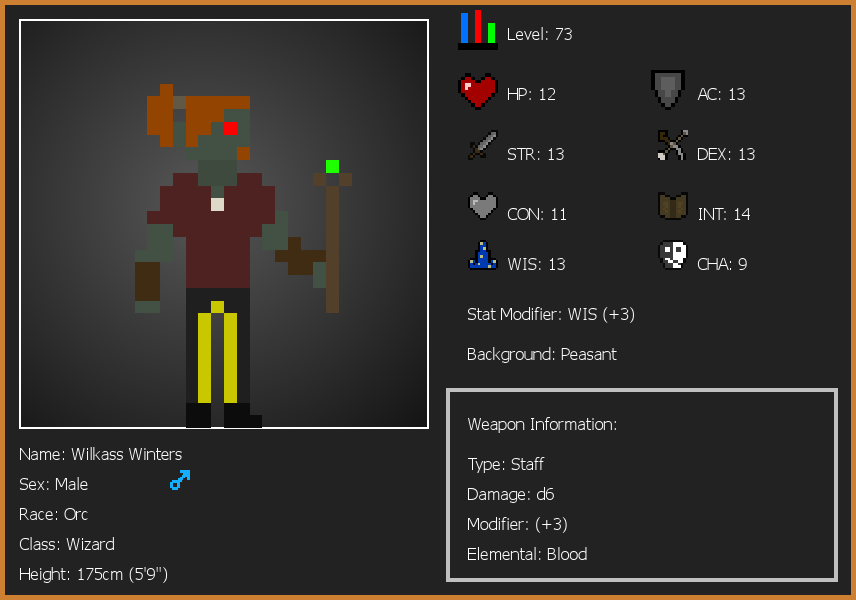 Level: 73
HP: 12
AC: 13
STR: 13
DEX: 13
CON: 11
INT: 14
WIS: 13
CHA: 9
Stat Modifier: WIS (+3)
Background: Peasant
Weapon Information:
Type: Staff
Damage: d6
Modifier: (+3)
Elemental: Blood
Name: Wilkass Winters
Sex: Male
Race: Orc
Class: Wizard
Height: 175cm (5'9")